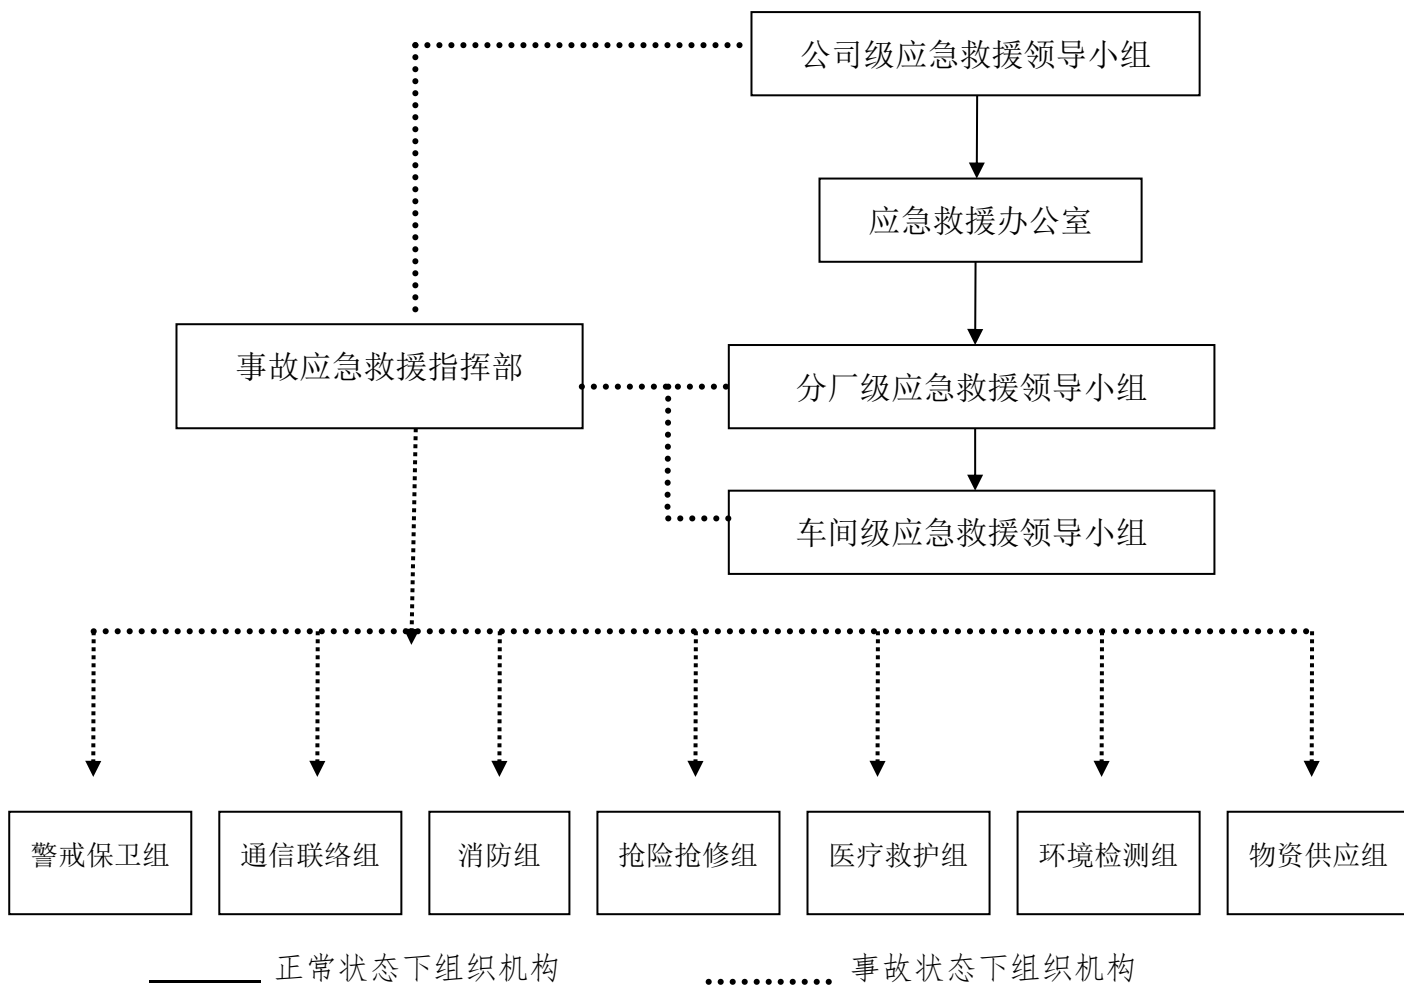 公司级应急救援领导小组
应急救援办公室
事故应急救援指挥部
分厂级应急救援领导小组
车间级应急救援领导小组
警戒保卫组
通信联络组
消防组
抢险抢修组
医疗救护组
环境检测组
物资供应组
正常状态下组织机构
事故状态下组织机构